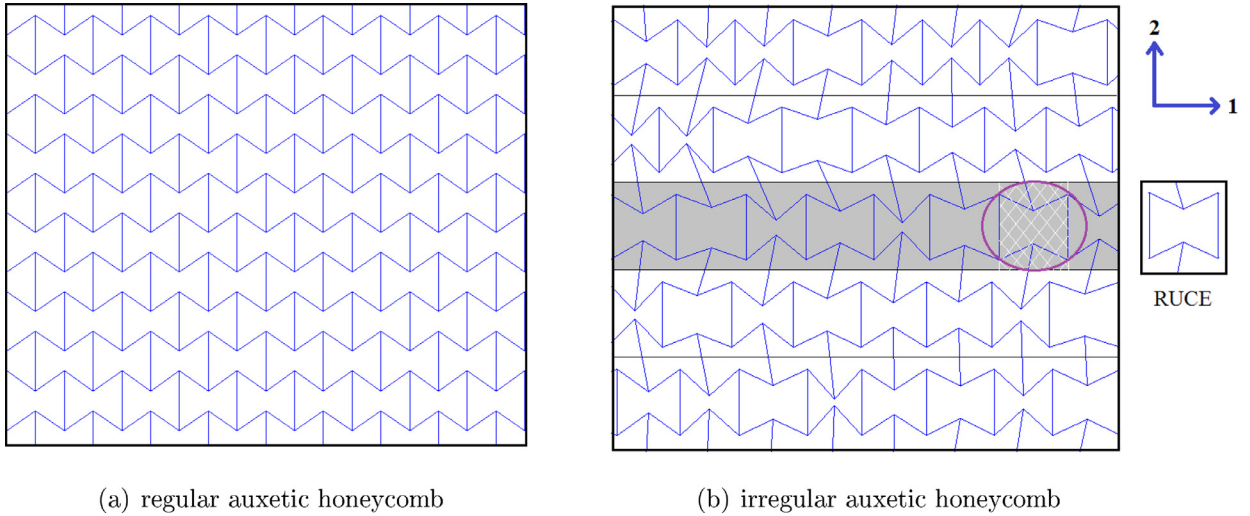 2
1
RUCE
(a) regular auxetic honeycomb
(b) irregular auxetic honeycomb